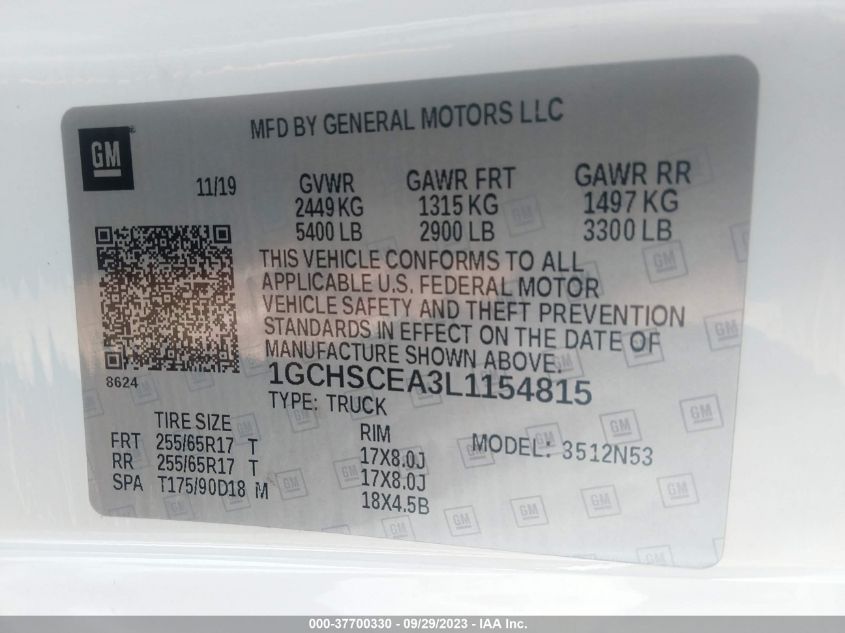 MFD BY GENERAL MOTORS LLC
GM
11/19 GVWR GAWR FRT GAWR RR
2449 KG 1315 KG 1497 KG
5400 LB 2900 LB 3300 LB
THIS VEHICLE CONFORMS TO ALL
APPLICABLE U.S. FEDERAL MOTOR
VEHICLE SAFETY AND THEFT PREVENTION
STANDARDS IN EFFECT ON THE DATE OF
MANUFACTURE SHOWN ABOVE.
8624
1GCHSCEA3L1154815
TYPE: TRUCK
TIRE SIZE RIM MODEL: 3512N53
FRT 255/65R17 T 17X8.0J
RR 255/65R17 T 17X8.0J
SPA T175/90D18 M 18X4.5B
000-37700330 - 09/29/2023 - IAA Inc.